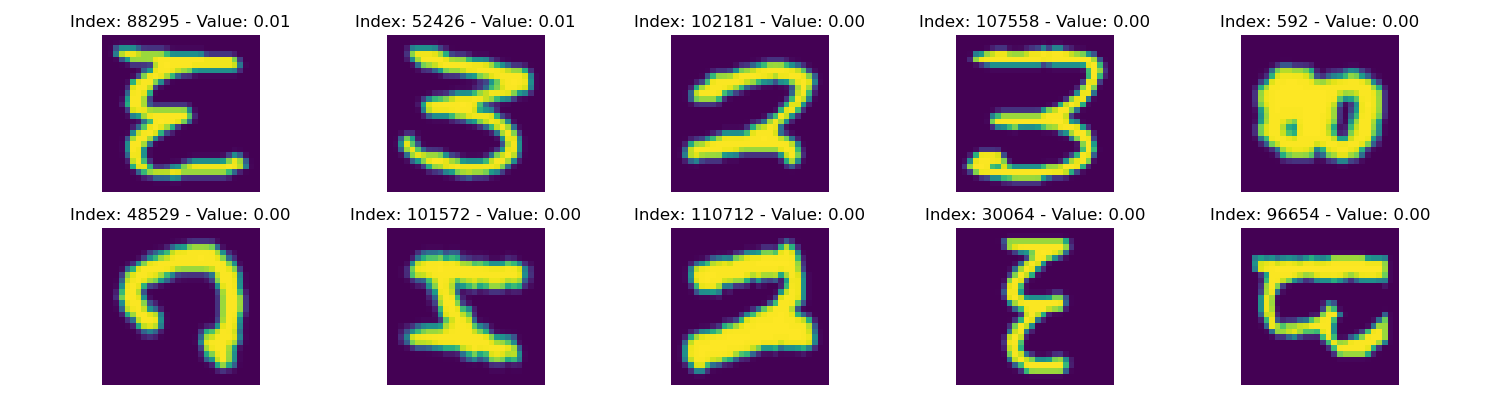 Index: 88295 - Value: 0.01
Index: 52426 - Value: 0.01
Index: 102181 - Value: 0.00
Index: 107558 - Value: 0.00
Index: 592 - Value: 0.00
3
3
Index: 48529 - Value: 0.00
Index: 101572 - Value: 0.00
Index: 110712 - Value: 0.00
Index: 30064 - Value: 0.00
Index: 96654 - Value: 0.00